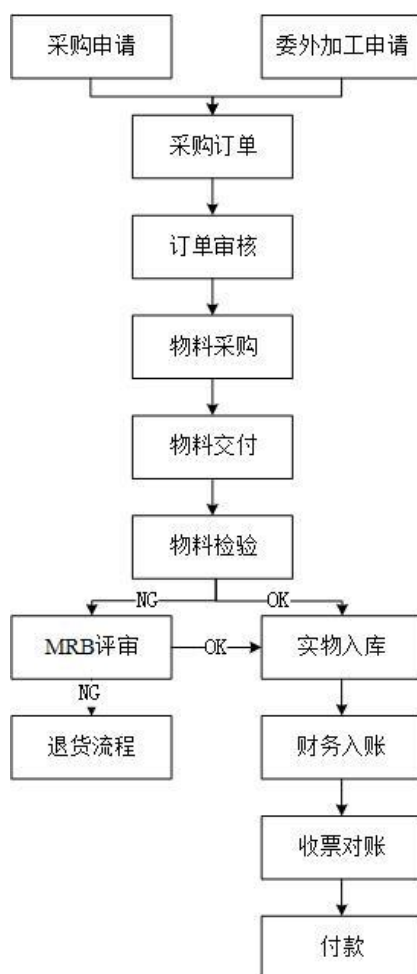 采购申请
委外加工申请
采购订单
订单审核
物料采购
物料交付
物料检验
NG
OK
MRB评审
OK
实物入库
NG
退货流程
财务入账
收票对账
付款